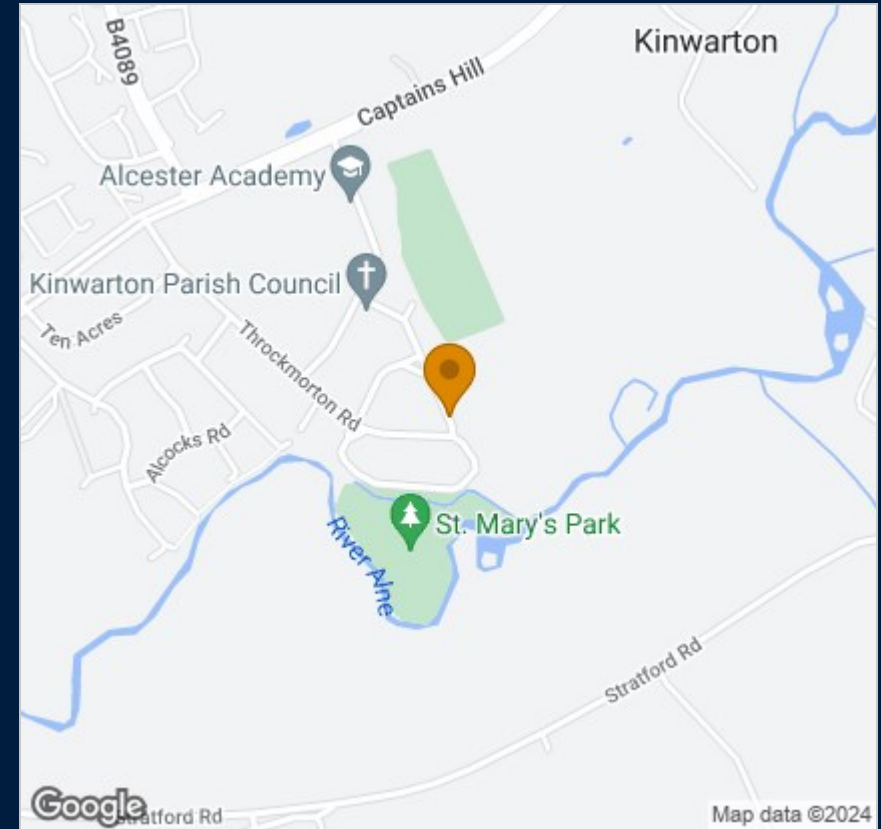 Kinwarton
B4089
Captains Hill
Alcester Academy
Kinwarton Parish Council
Ten Acres
Throckmorton Rd
Alcocks Rd
St. Mary's Park
River Alne
Stratford Rd
Google
Stratford Rd
Map data ©2024